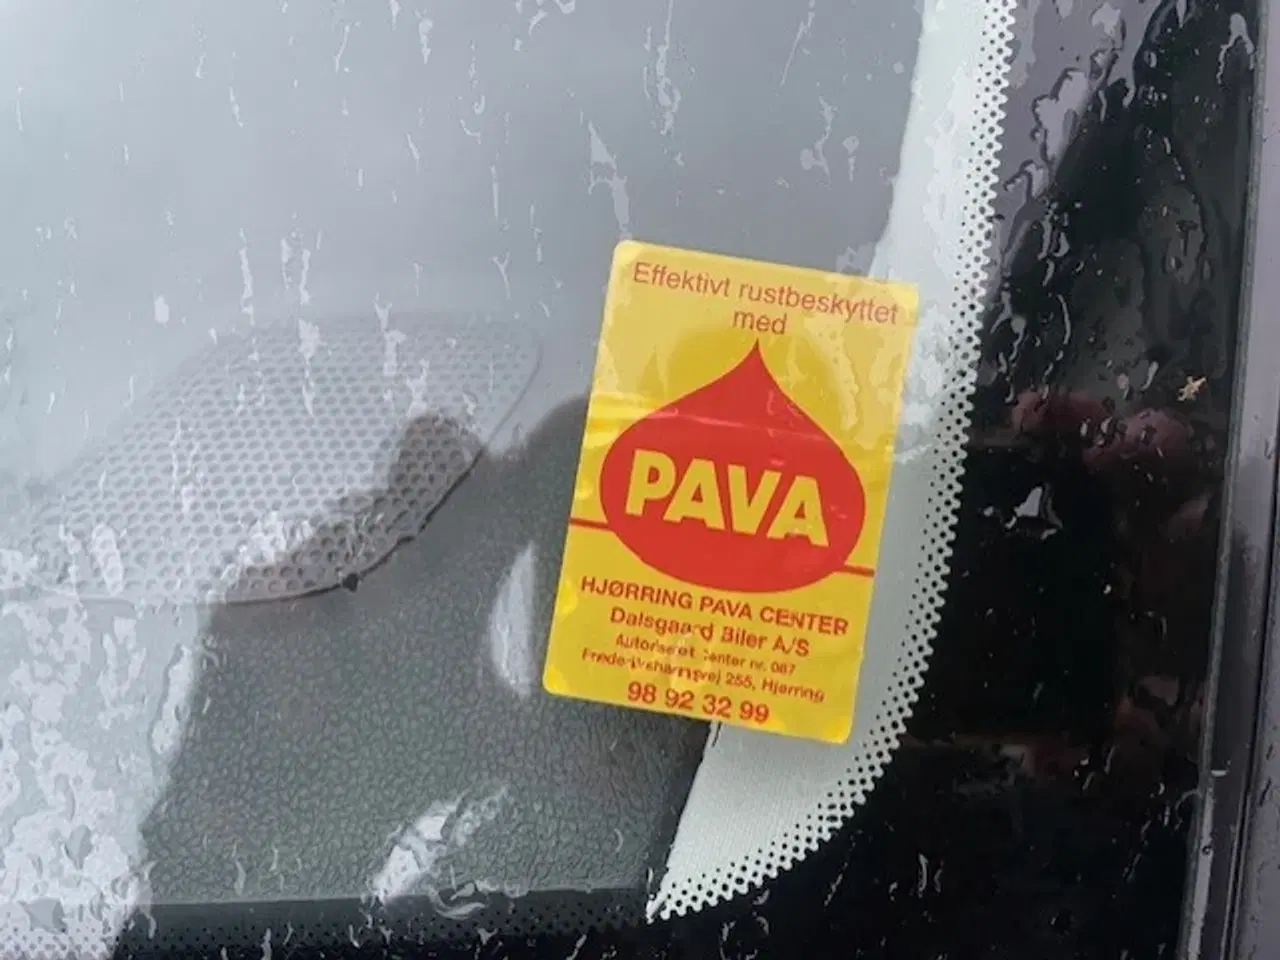 Effektivt rustbeskyttet
med
PAVA
HJØRRING PAVA CENTER
Dalsgaard Biler A/S
Autoriseret Center nr. 087
Frederikshavnsvej 255, Hjørring
98 92 32 99